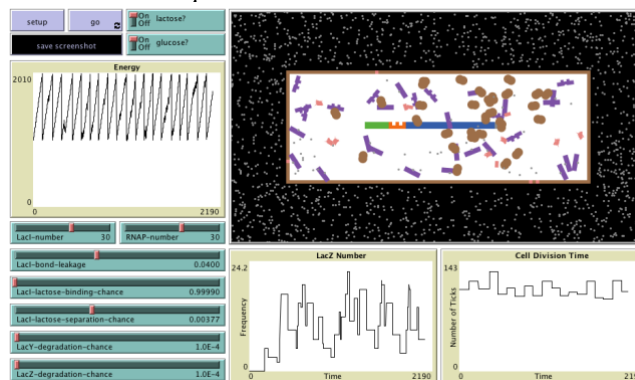 setup
go
On
Off
lactose?
save screenshot
On
Off
glucose?
Energy
2010
0
0
2190
LacI-number
30
RNAP-number
30
LacI-bond-leakage
0.0400
LacI-lactose-binding-chance
0.99990
LacI-lactose-separation-chance
0.00377
LacY-degradation-chance
1.0E-4
LacZ-degradation-chance
1.0E-4
LacZ Number
24.2
Frequency
0
0
Time
2190
Cell Division Time
143
Number of Ticks
0
0
Time